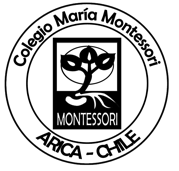 Colegio María Montessori
MONTESSORI
ARICA - CHILE